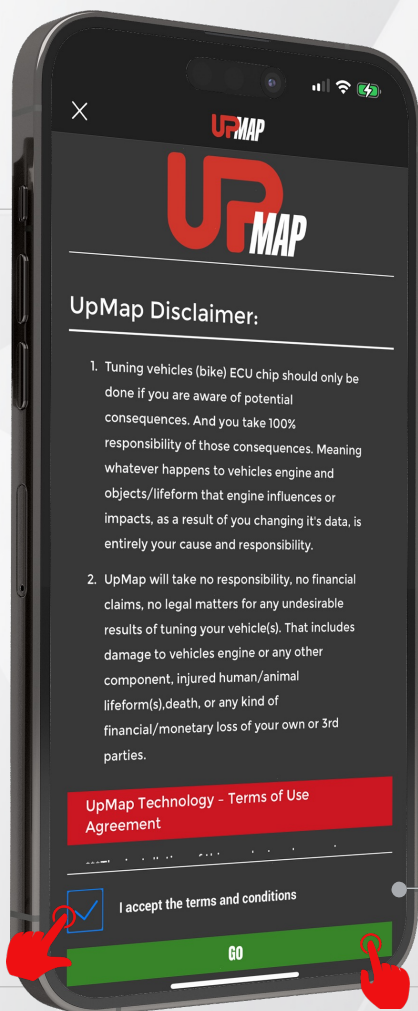 UPMAP
UPMAP
UpMap Disclaimer:
1. Tuning vehicles (bike) ECU chip should only be
done if you are aware of potential
consequences. And you take 100%
responsibility of those consequences. Meaning
whatever happens to vehicles engine and
objects/lifeform that engine influences or
impacts, as a result of you changing it's data, is
entirely your cause and responsibility.
2. UpMap will take no responsibility, no financial
claims, no legal matters for any undesirable
results of tuning your vehicle(s). That includes
damage to vehicles engine or any other
component, injured human/animal
lifeform(s),death, or any kind of
financial/monetary loss of your own or 3rd
parties.
UpMap Technology - Terms of Use
Agreement
I accept the terms and conditions
GO